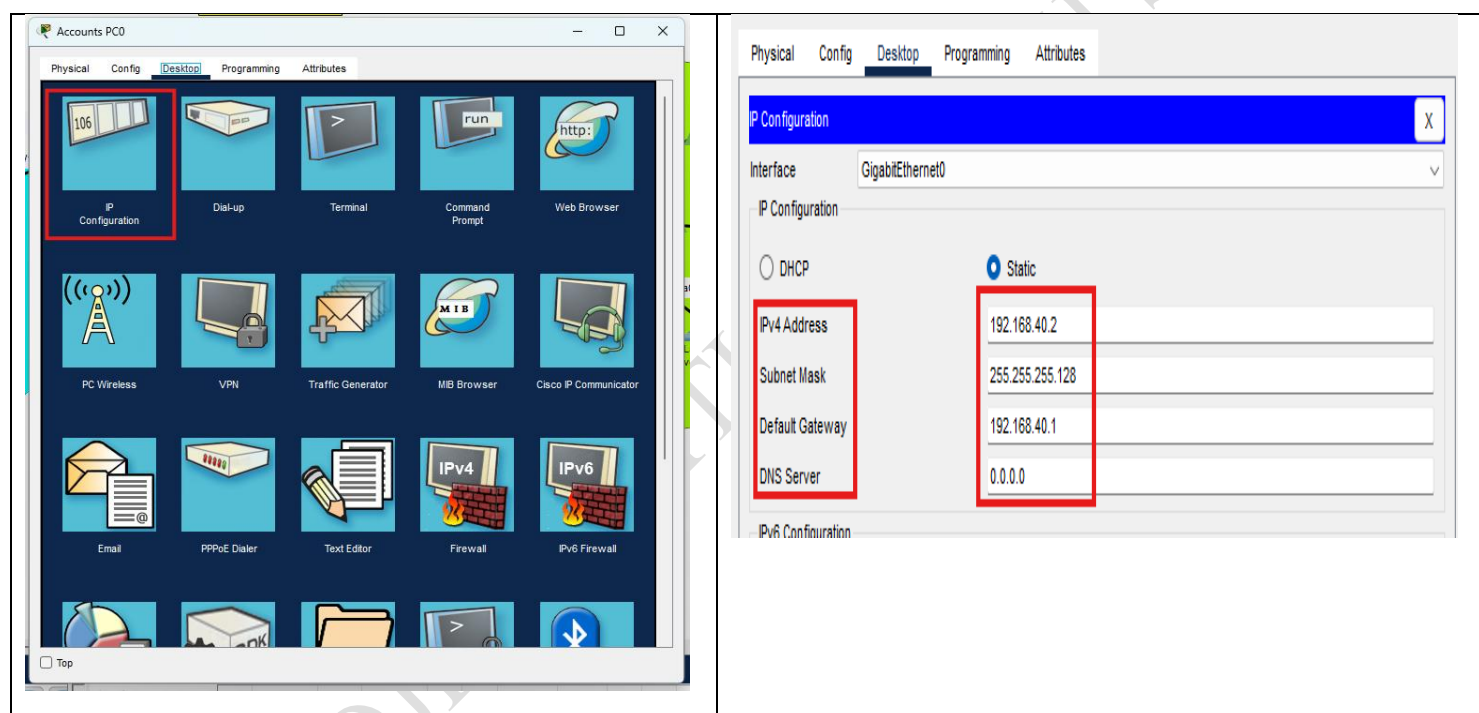 Accounts PC0
Physical Config Desktop Programming Attributes
106
run
http:
IP
Configuration
Dial-up
Terminal
Command
Prompt
Web Browser
MIB
PC Wireless
VPN
Traffic Generator
MIB Browser
Cisco IP Communicator
IPv4
IPv6
Email
PPPoE Dialer
Text Editor
Firewall
IPv6 Firewall
Top
Physical Config Desktop Programming Attributes
IP Configuration
X
Interface GigabitEthernet0
IP Configuration
DHCP Static
IPv4 Address 192.168.40.2
Subnet Mask 255.255.255.128
Default Gateway 192.168.40.1
DNS Server 0.0.0.0
IPv6 Configuration